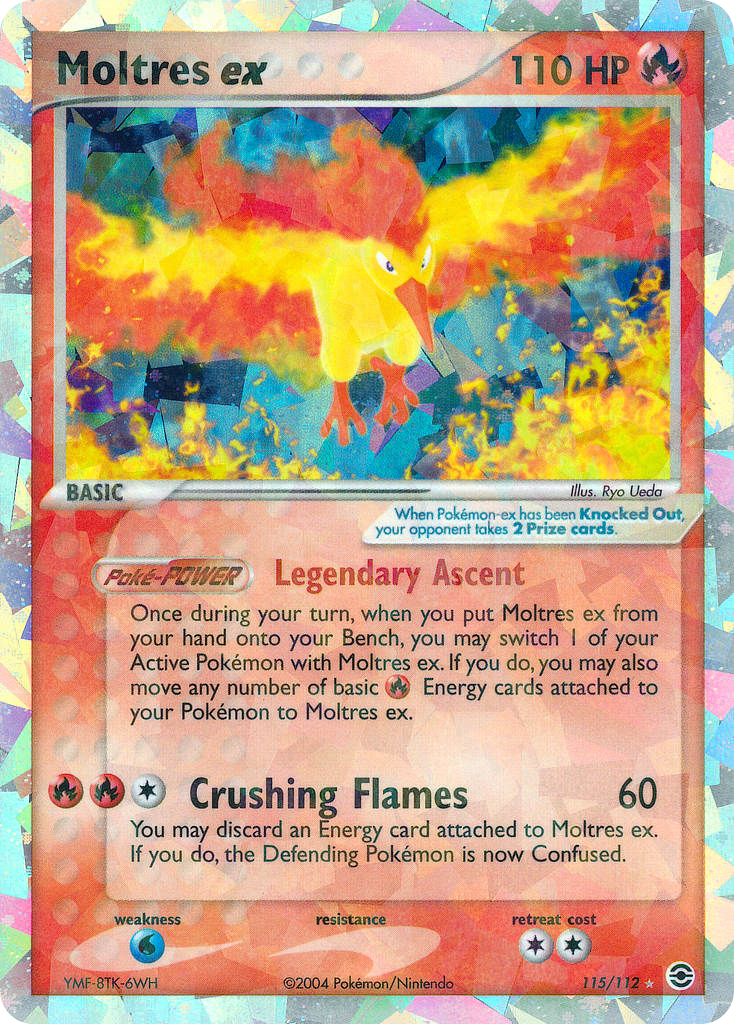 Moltres ex 110 HP
BASIC
Illus. Ryo Ueda
When Pokémon-ex has been Knocked Out,
your opponent takes 2 Prize cards.
Poké-POWER Legendary Ascent
Once during your turn, when you put Moltres ex from
your hand onto your Bench, you may switch 1 of your
Active Pokémon with Moltres ex. If you do, you may also
move any number of basic Energy cards attached to
your Pokémon to Moltres ex.
Crushing Flames 60
You may discard an Energy card attached to Moltres ex.
If you do, the Defending Pokémon is now Confused.
weakness resistance retreat cost
YMF-8TK-6WH ©2004 Pokémon/Nintendo 115/112